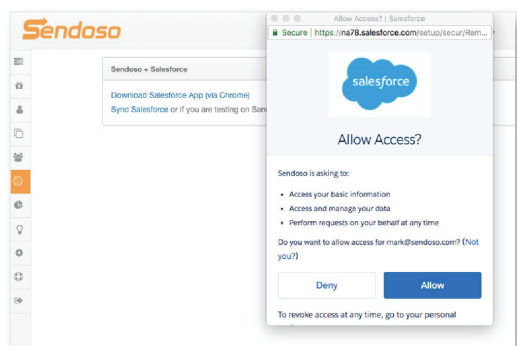 Sendoso
Sendoso + Salesforce
Download Salesforce App (via Chrome)
Sync Salesforce or if you are testing on San
Allow Access? | Salesforce
Secure | https://na78.salesforce.com/setup/secur/Rem...
salesforce
Allow Access?
Sendoso is asking to:
• Access your basic information
• Access and manage your data
• Perform requests on your behalf at any time
Do you want to allow access for mark@sendoso.com? (Not
you?)
Deny
Allow
To revoke access at any time, go to your personal